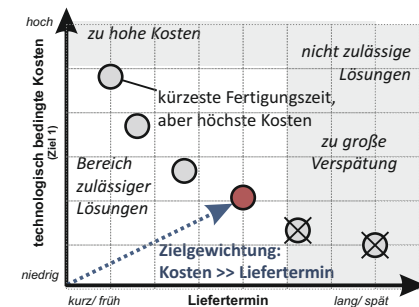 hoch
zu hohe Kosten
nicht zulässige
Lösungen
kürzeste Fertigungszeit,
aber höchste Kosten
zu große
Verspätung
Bereich
zulässiger
Lösungen
Zielgewichtung:
Kosten >> Liefertermin
technologisch bedingte Kosten
(Ziel 1)
niedrig
kurz/ früh
Liefertermin
lang/ spät